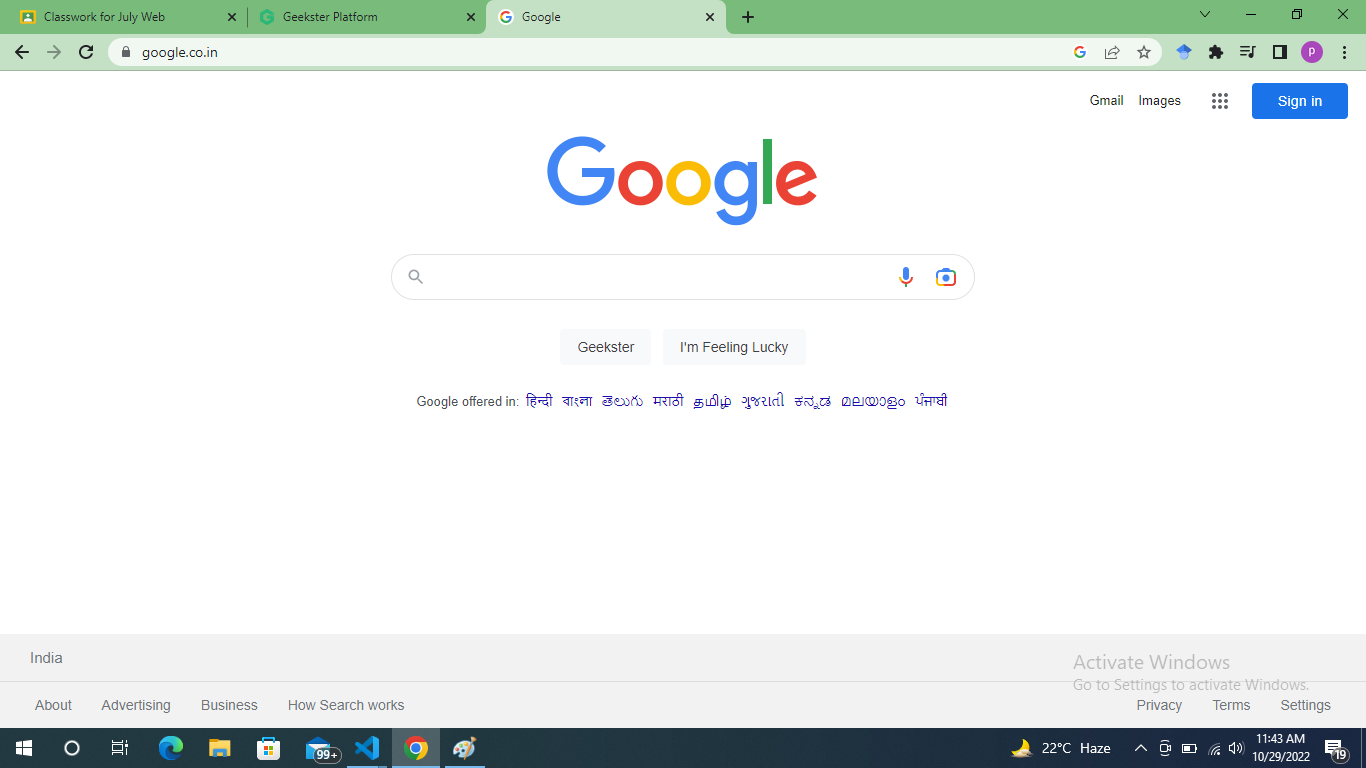 Classwork for July Web
Geekster Platform
Google
google.co.in
P
Gmail Images Sign in
Google
Geekster I'm Feeling Lucky
Google offered in: हिन्दी বাংলা తెలుగు मराठी தமிழ் ગુજરાતી ಕನ್ನಡ മലയാളം ਪੰਜਾਬੀ
India
Activate Windows
Go to Settings to activate Windows.
About Advertising Business How Search works Privacy Terms Settings
99+
22°C Haze
11:43 AM
10/29/2022
19